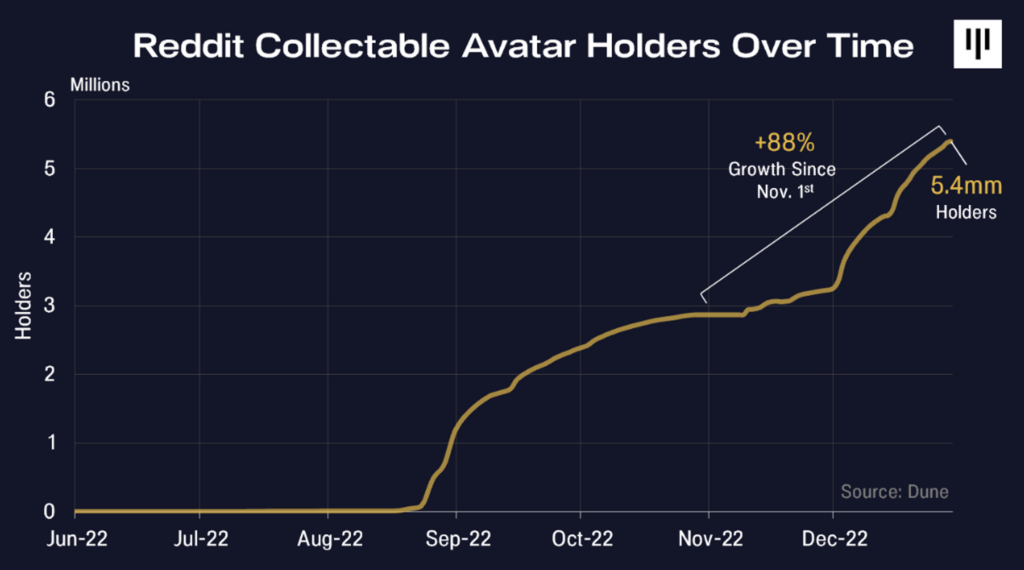 Reddit Collectable Avatar Holders Over Time
Millions
6
5
4
3
2
1
0
Holders
+88%
Growth Since
Nov. 1st
5.4mm
Holders
Source: Dune
Jun-22 Jul-22 Aug-22 Sep-22 Oct-22 Nov-22 Dec-22